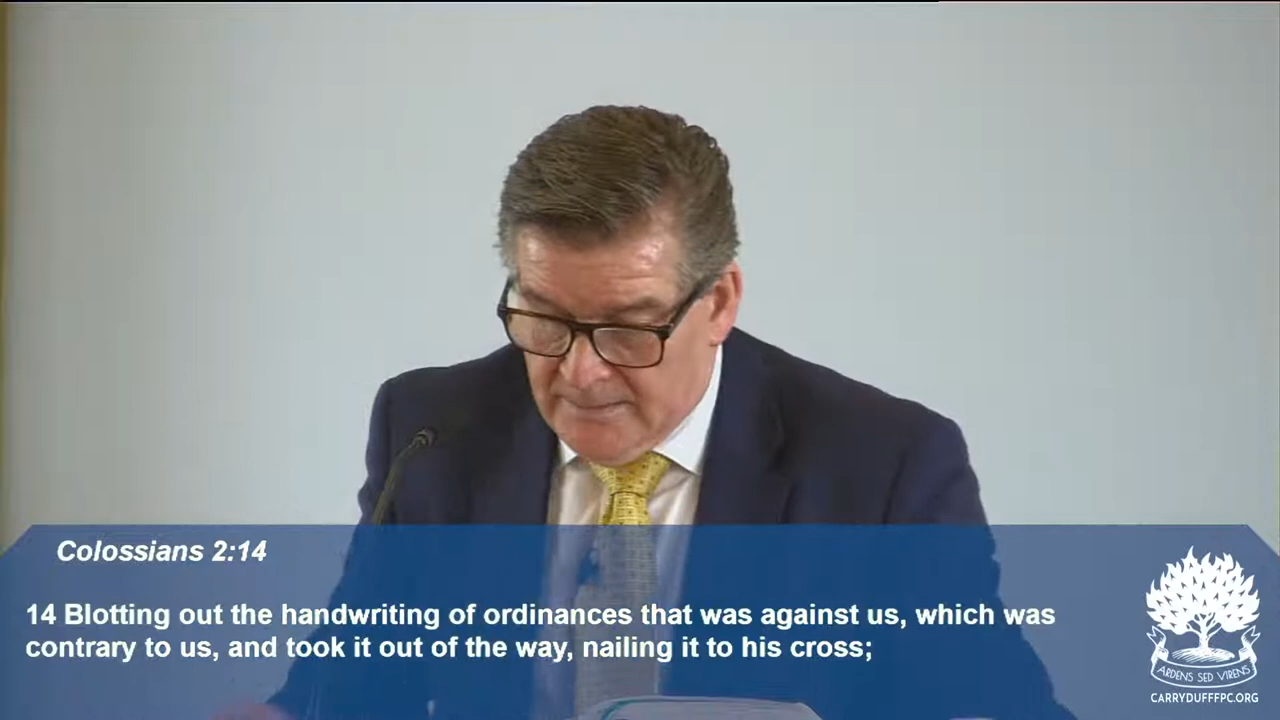 Colossians 2:14
14 Blotting out the handwriting of ordinances that was against us, which was
contrary to us, and took it out of the way, nailing it to his cross;
ARDENS SED VIRENS
CARRYDUFFFPC.ORG